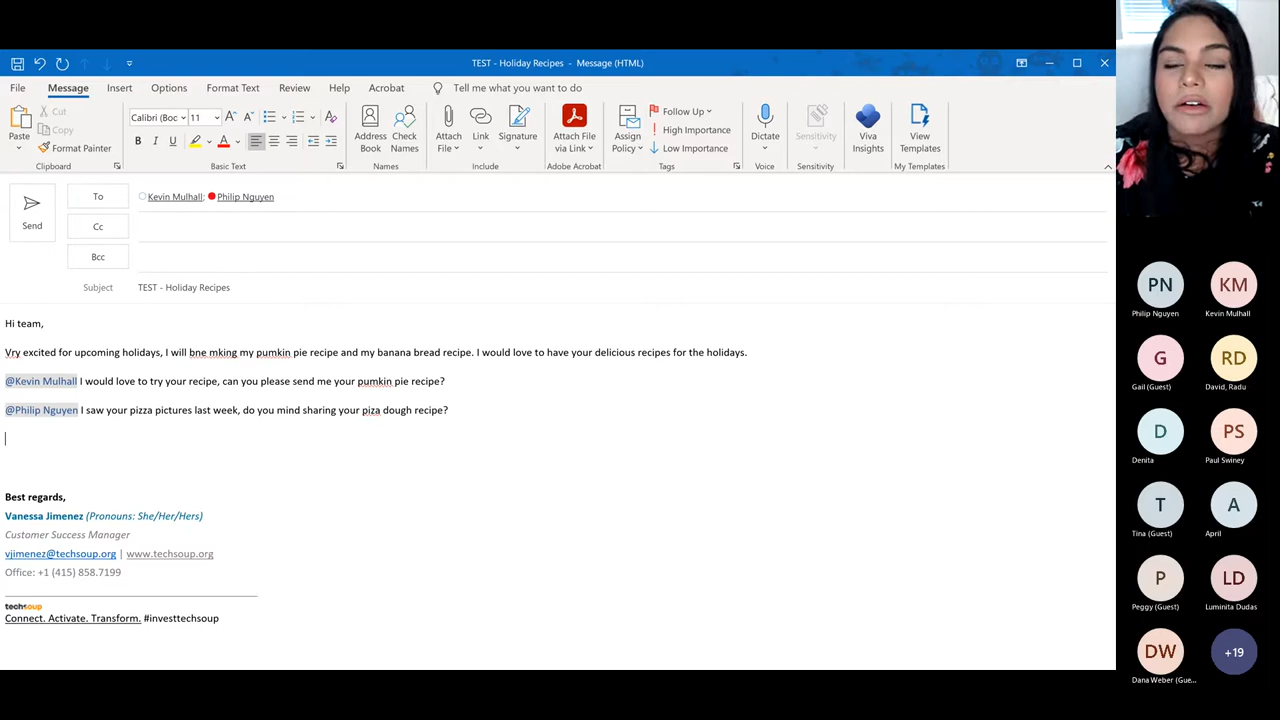 TEST - Holiday Recipes - Message (HTML)
File Message Insert Options Format Text Review Help Acrobat Tell me what you want to do
Paste
Cut
Copy
Format Painter
Clipboard
Calibri (Boc 11
B I U
Basic Text
Address Book
Check Names
Names
Attach File
Link
Signature
Include
Attach File via Link
Adobe Acrobat
Assign Policy
Follow Up
High Importance
Low Importance
Tags
Dictate
Voice
Sensitivity
Sensitivity
Viva Insights
View Templates
My Templates
Send
To
Kevin Mulhall; Philip Nguyen
Cc
Bcc
Subject
TEST - Holiday Recipes
Hi team,
Vry excited for upcoming holidays, I will bne mking my pumkin pie recipe and my banana bread recipe. I would love to have your delicious recipes for the holidays.
@Kevin Mulhall I would love to try your recipe, can you please send me your pumkin pie recipe?
@Philip Nguyen I saw your pizza pictures last week, do you mind sharing your piza dough recipe?
Best regards,
Vanessa Jimenez (Pronouns: She/Her/Hers)
Customer Success Manager
vjimenez@techsoup.org | www.techsoup.org
Office: +1 (415) 858.7199
techsoup
Connect. Activate. Transform. #investtechsoup
PN
Philip Nguyen
KM
Kevin Mulhall
G
Gail (Guest)
RD
David, Radu
D
Denita
PS
Paul Swiney
T
Tina (Guest)
A
April
P
Peggy (Guest)
LD
Luminita Dudas
DW
Dana Weber (Gue...
+19